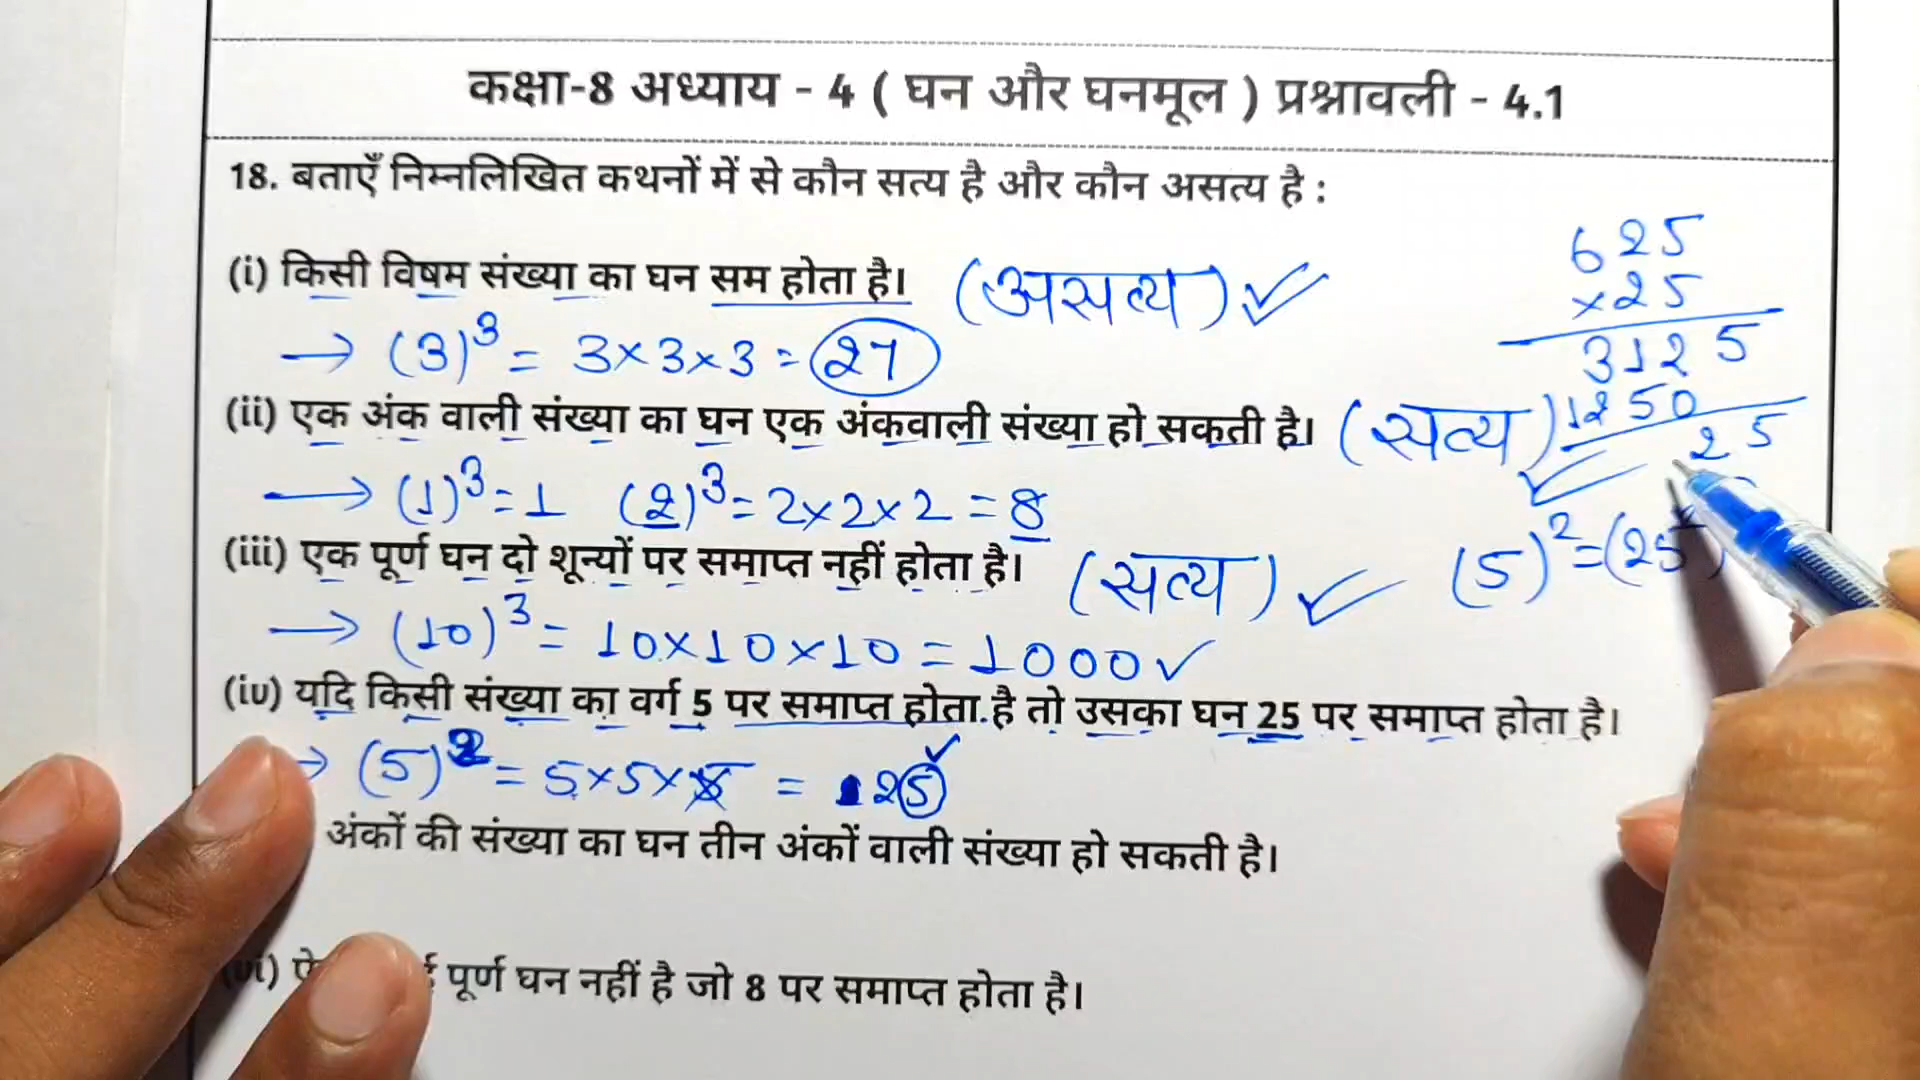 कक्षा-8 अध्याय - 4 ( घन और घनमूल ) प्रश्नावली - 4.1
18. बताएँ निम्नलिखित कथनों में से कौन सत्य है और कौन असत्य है :
(i) किसी विषम संख्या का घन सम होता है। (असत्य) ✓
→ (3)³ = 3×3×3 = 27
(ii) एक अंक वाली संख्या का घन एक अंकवाली संख्या हो सकती है। (सत्य) ✓
→ (1)³ = 1 (2)³ = 2×2×2 = 8
(iii) एक पूर्ण घन दो शून्यों पर समाप्त नहीं होता है। (सत्य) ✓
→ (10)³ = 10×10×10 = 1000 ✓
(iv) यदि किसी संख्या का वर्ग 5 पर समाप्त होता है तो उसका घन 25 पर समाप्त होता है।
→ (5)² = 5×5× = 25 ✓
अंकों की संख्या का घन तीन अंकों वाली संख्या हो सकती है।
पूर्ण घन नहीं है जो 8 पर समाप्त होता है।
625
×25
3125
1250
25
(5)² = (25